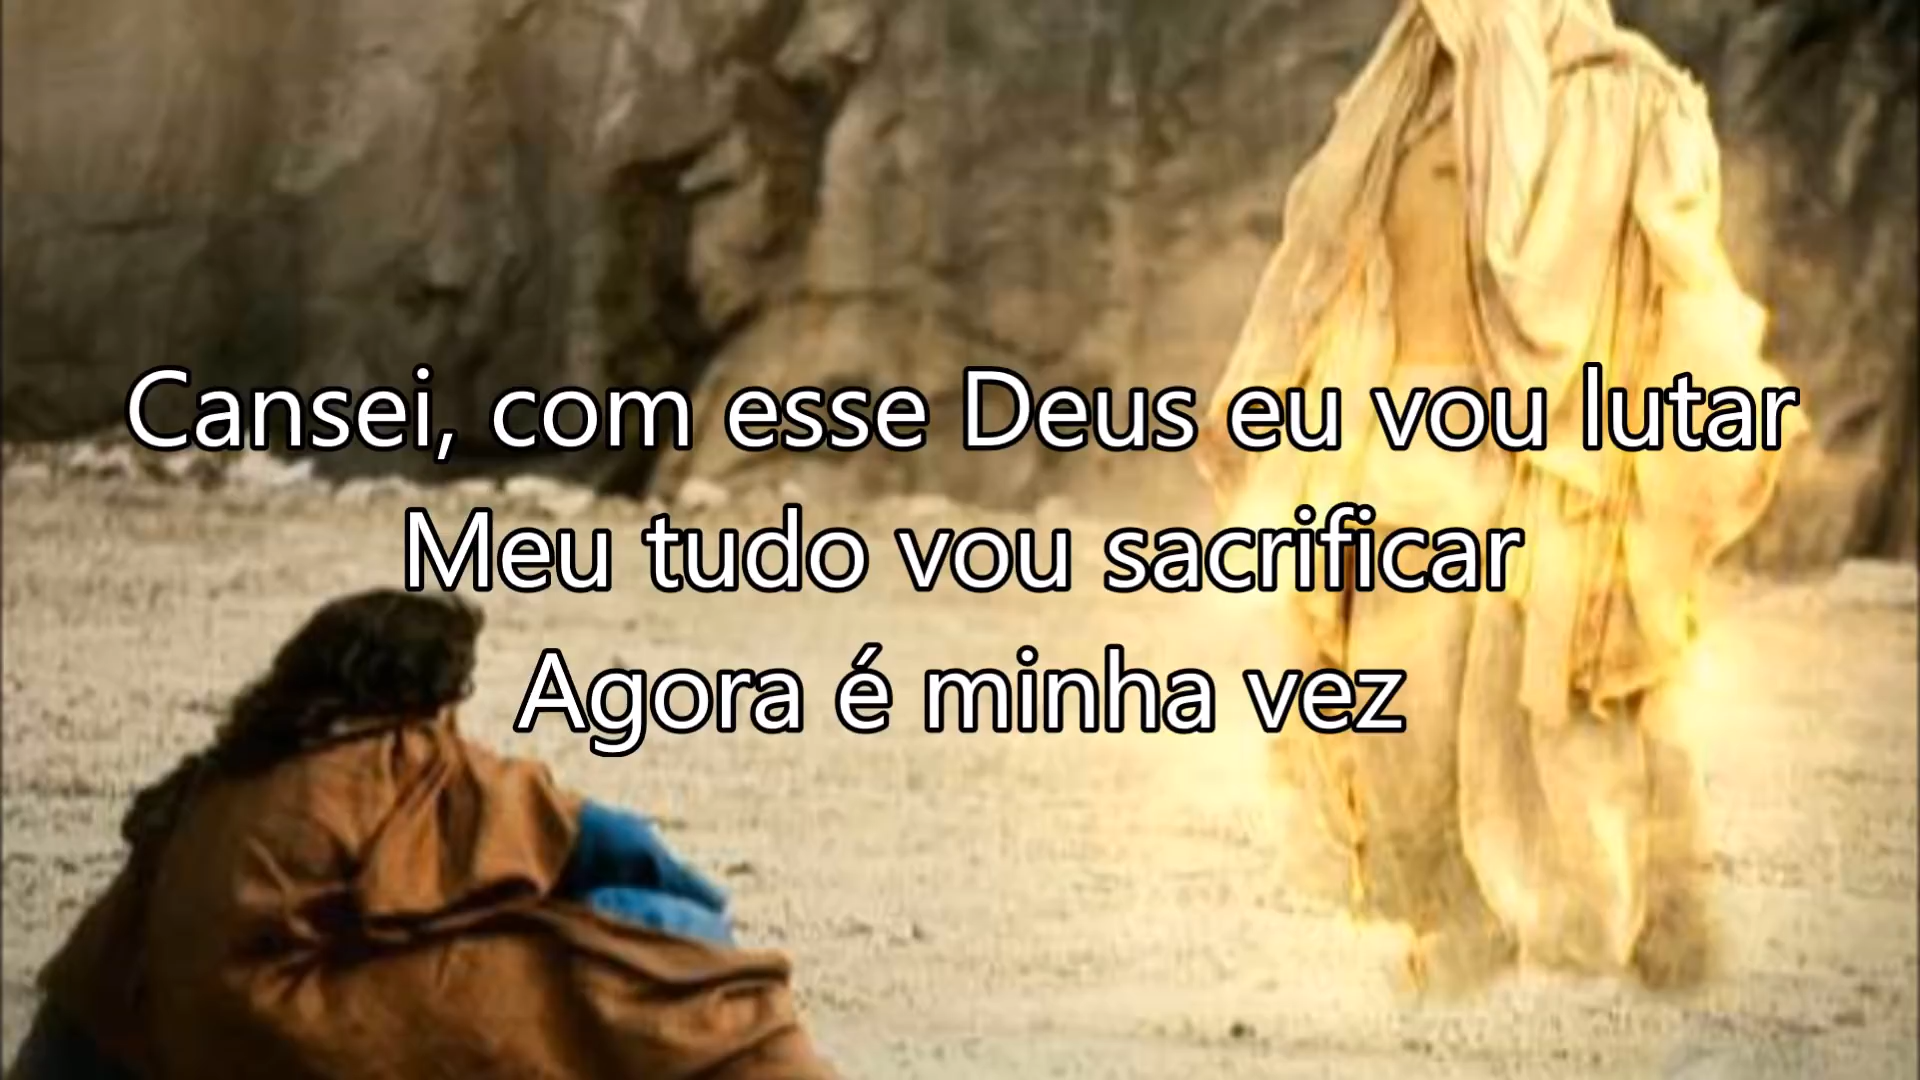 Cansei, com esse Deus eu vou lutar
Meu tudo vou sacrificar
Agora é minha vez